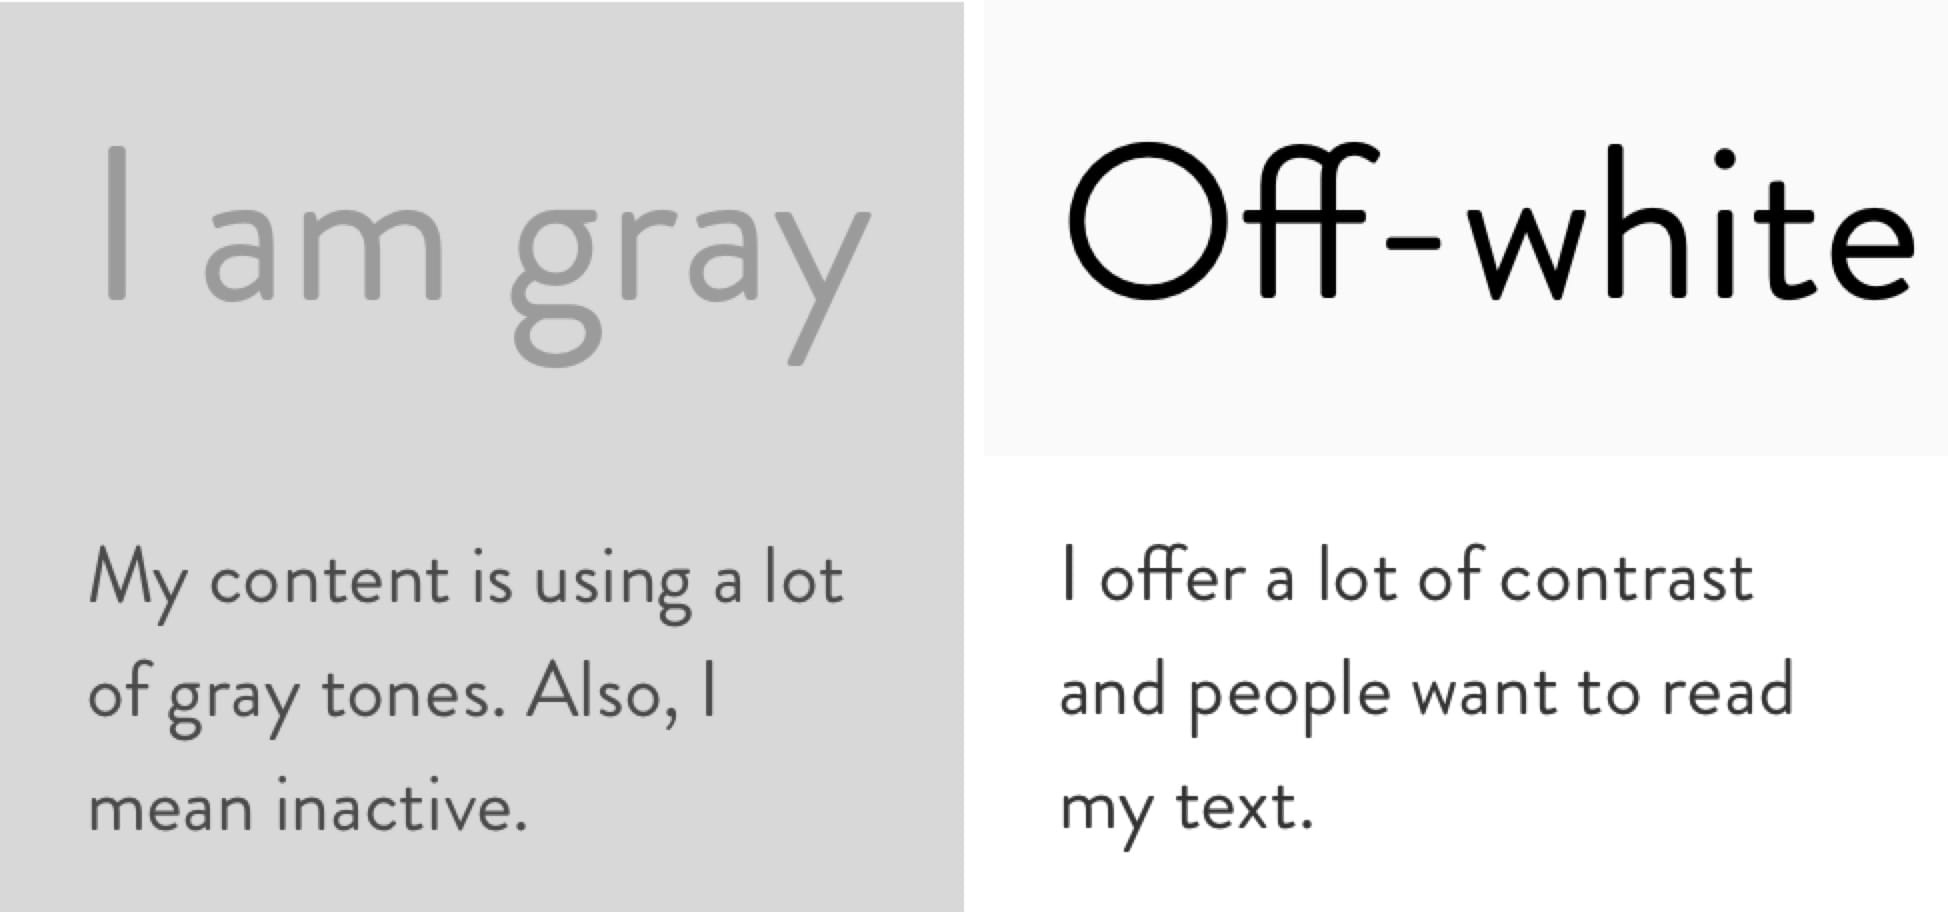 I am gray
My content is using a lot
of gray tones. Also, I
mean inactive.
Off-white
I offer a lot of contrast
and people want to read
my text.